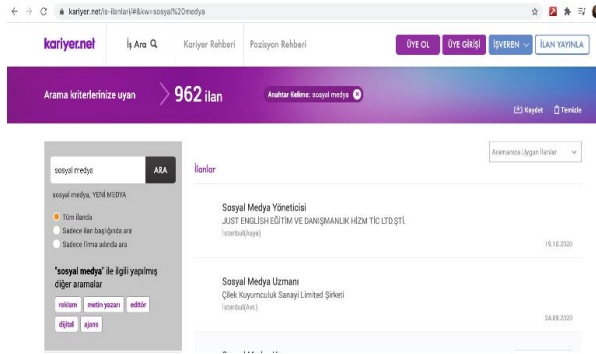 kariyer.net/is-ilanlari/#&kw=sosyal%20medya
kariyer.net
İş Ara
Kariyer Rehberi
Pozisyon Rehberi
ÜYE OL
ÜYE GİRİŞİ
İŞVEREN
İLAN YAYINLA
Arama kriterlerinize uyan
962 ilan
Anahtar Kelime: sosyal medya
Kaydet
Temizle
Aramanıza Uygun İlanlar
sosyal medya
ARA
sosyal medya, YENİ MEDYA
Tüm ilanda
Sadece ilan başlığında ara
Sadece firma adında ara
"sosyal medya" ile ilgili yapılmış
diğer aramalar
reklam
metin yazarı
editör
dijital
ajans
İlanlar
Sosyal Medya Yöneticisi
JUST ENGLISH EĞİTİM VE DANIŞMANLIK HİZM TİC LTD.ŞTİ.
İstanbul(Asya)
19.10.2020
Sosyal Medya Uzmanı
Çilek Kuyumculuk Sanayi Limited Şirketi
İstanbul(Avr.)
24.09.2020